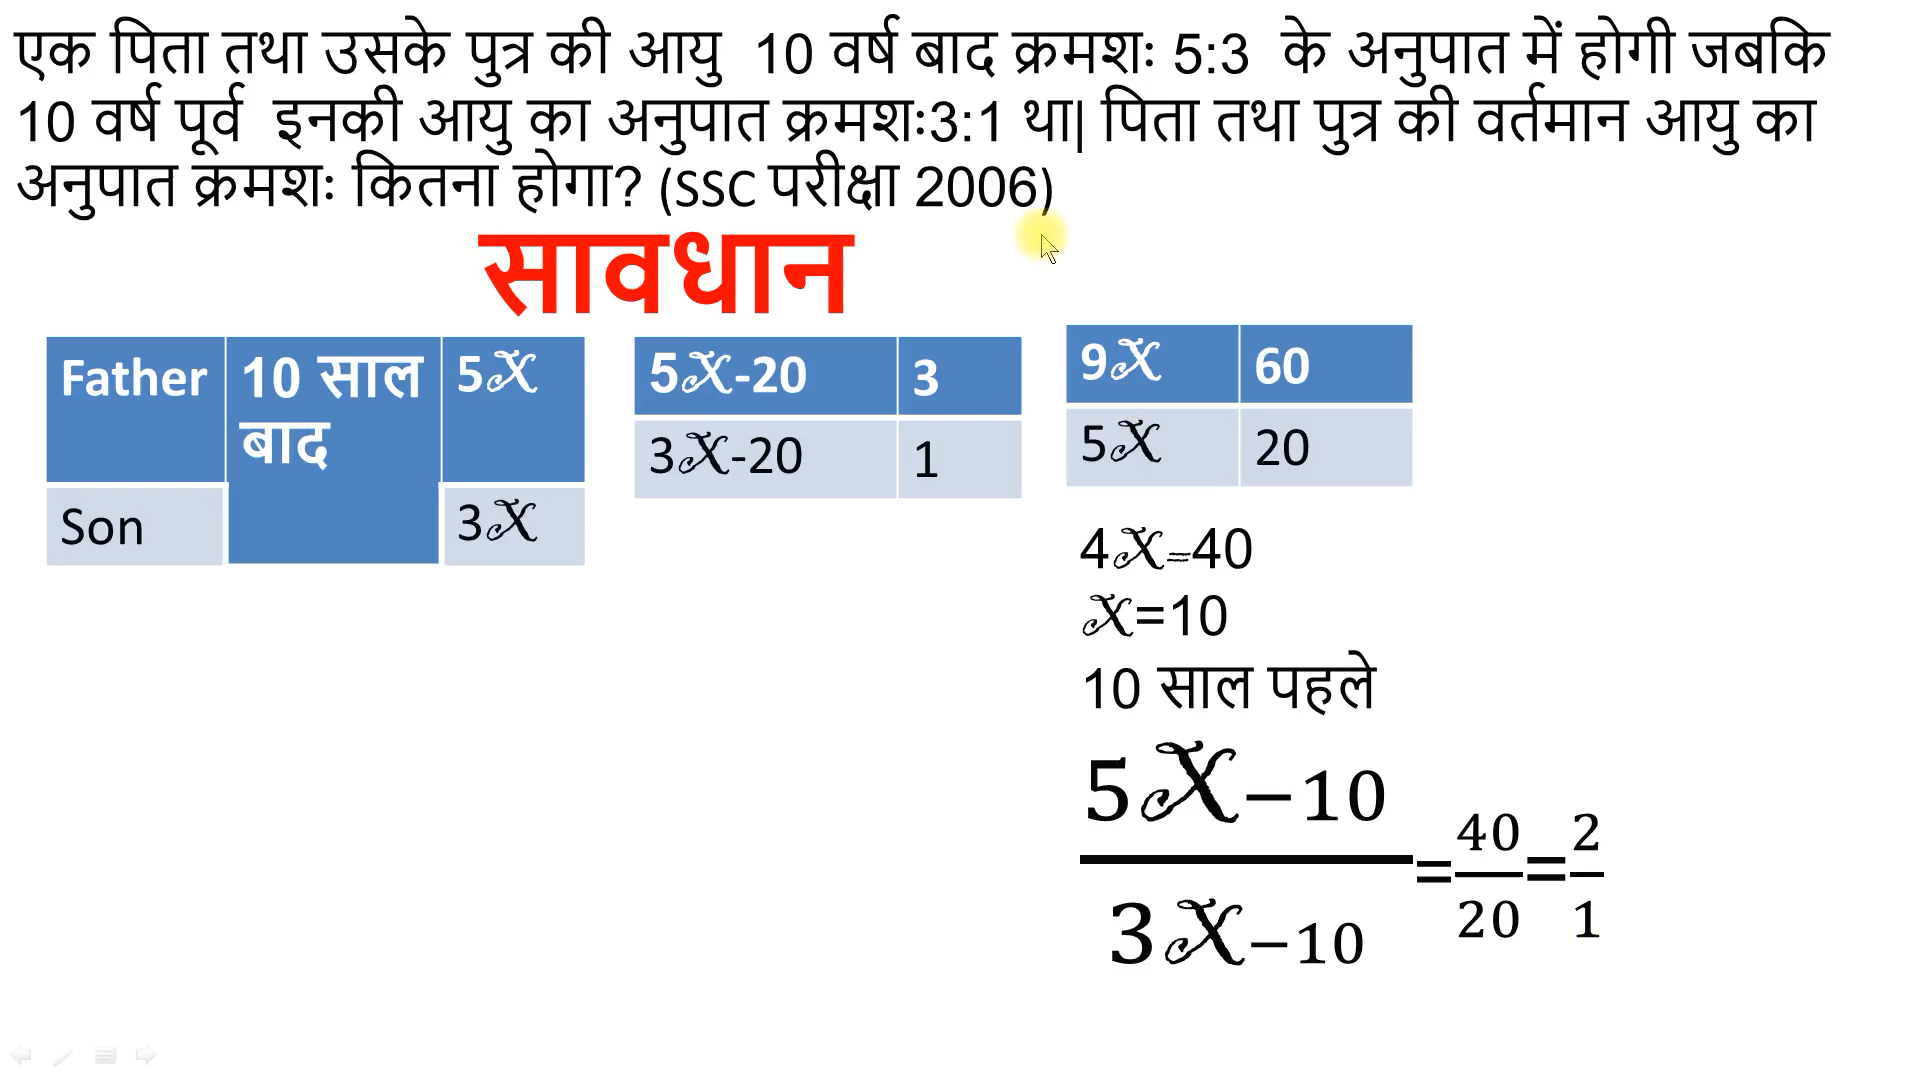 एक पिता तथा उसके पुत्र की आयु 10 वर्ष बाद क्रमशः 5:3 के अनुपात में होगी जबकि
10 वर्ष पूर्व इनकी आयु का अनुपात क्रमशः3:1 था| पिता तथा पुत्र की वर्तमान आयु का
अनुपात क्रमशः कितना होगा? (SSC परीक्षा 2006)
सावधान
Father 10 साल 5X
बाद
Son 3X
5X-20 3
3X-20 1
9X 60
5X 20
4X=40
X=10
10 साल पहले
5X−10
3X−10
=40/20=2/1